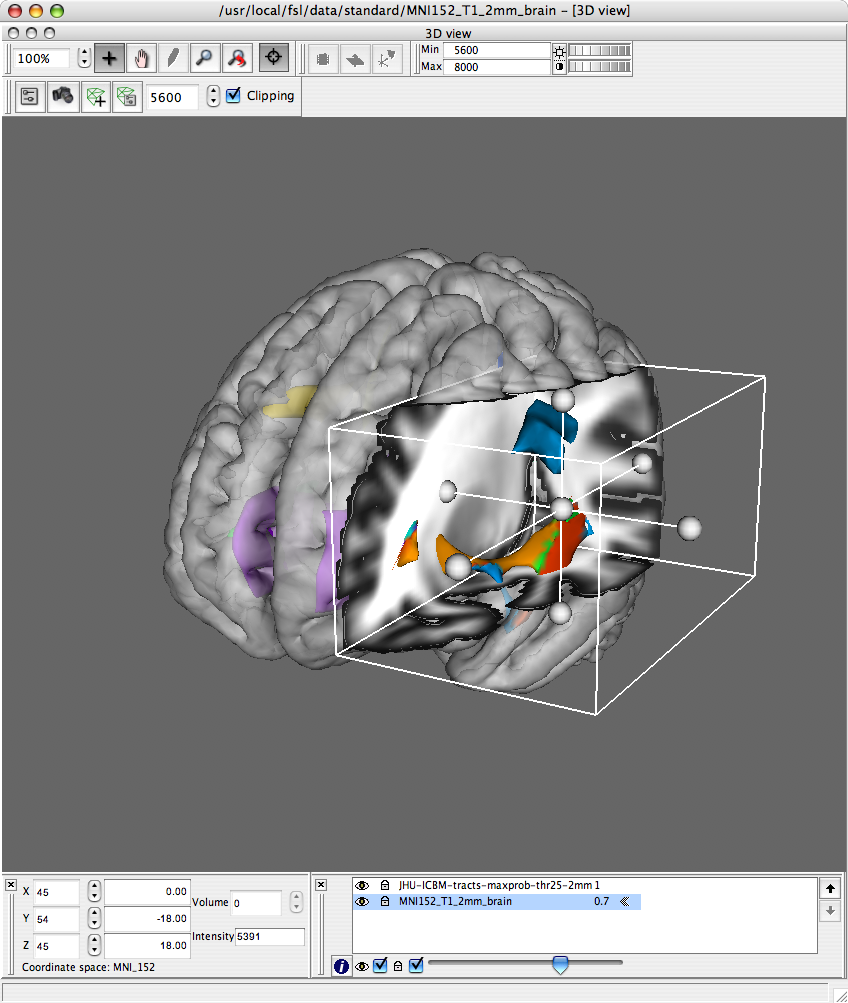 /usr/local/fsl/data/standard/MNI152_T1_2mm_brain - [3D view]
3D view
100%
Min 5600
Max 8000
5600 Clipping
X 45 0.00
Y 54 -18.00
Z 45 18.00
Volume 0
Intensity 5391
Coordinate space: MNI_152
JHU-ICBM-tracts-maxprob-thr25-2mm 1
MNI152_T1_2mm_brain 0.7